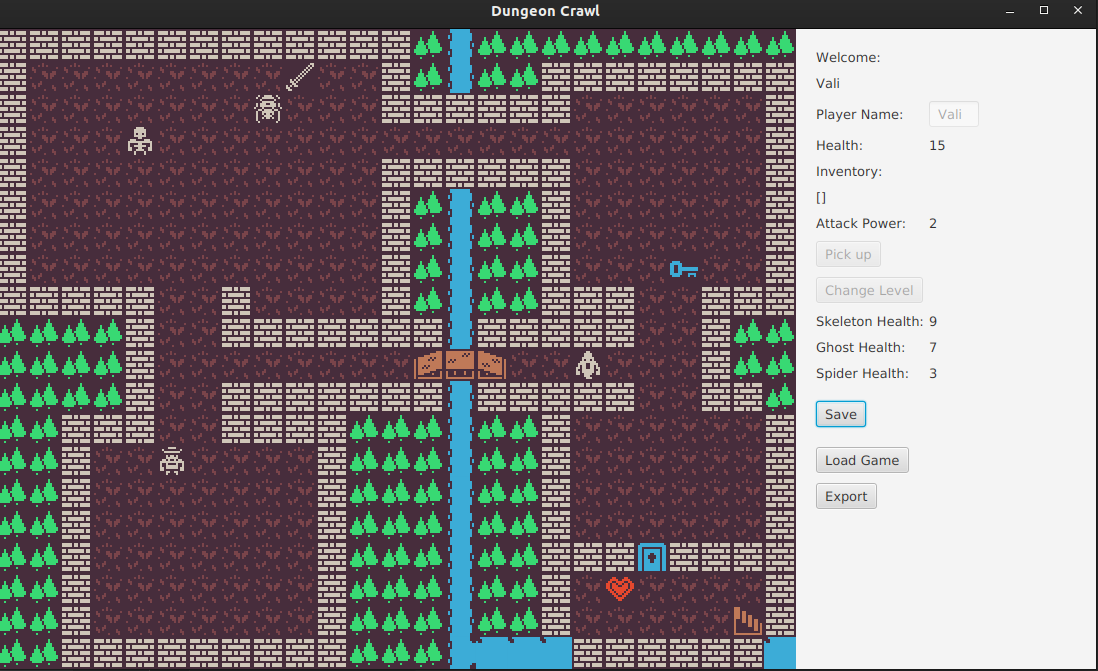 Dungeon Crawl
Welcome:
Vali
Player Name: Vali
Health: 15
Inventory:
[]
Attack Power: 2
Pick up
Change Level
Skeleton Health: 9
Ghost Health: 7
Spider Health: 3
Save
Load Game
Export